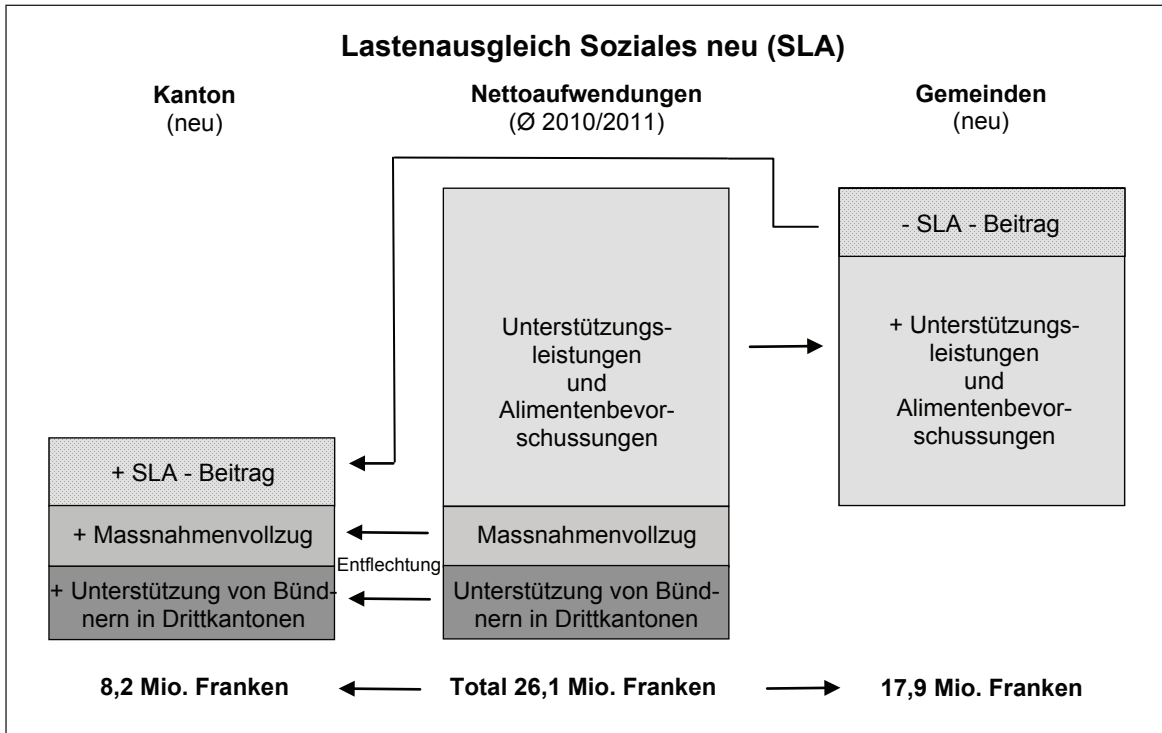 Lastenausgleich Soziales neu (SLA)
Kanton
(neu)
Nettoaufwendungen
(Ø 2010/2011)
Gemeinden
(neu)
- SLA - Beitrag
Unterstützungs-
leistungen
und
Alimentenbevor-
schussungen
+ Unterstützungs-
leistungen
und
Alimentenbevor-
schussungen
+ SLA - Beitrag
+ Massnahmenvollzug
Massnahmenvollzug
Entflechtung
+ Unterstützung von Bünd-
nern in Drittkantonen
Unterstützung von Bünd-
nern in Drittkantonen
8,2 Mio. Franken
Total 26,1 Mio. Franken
17,9 Mio. Franken